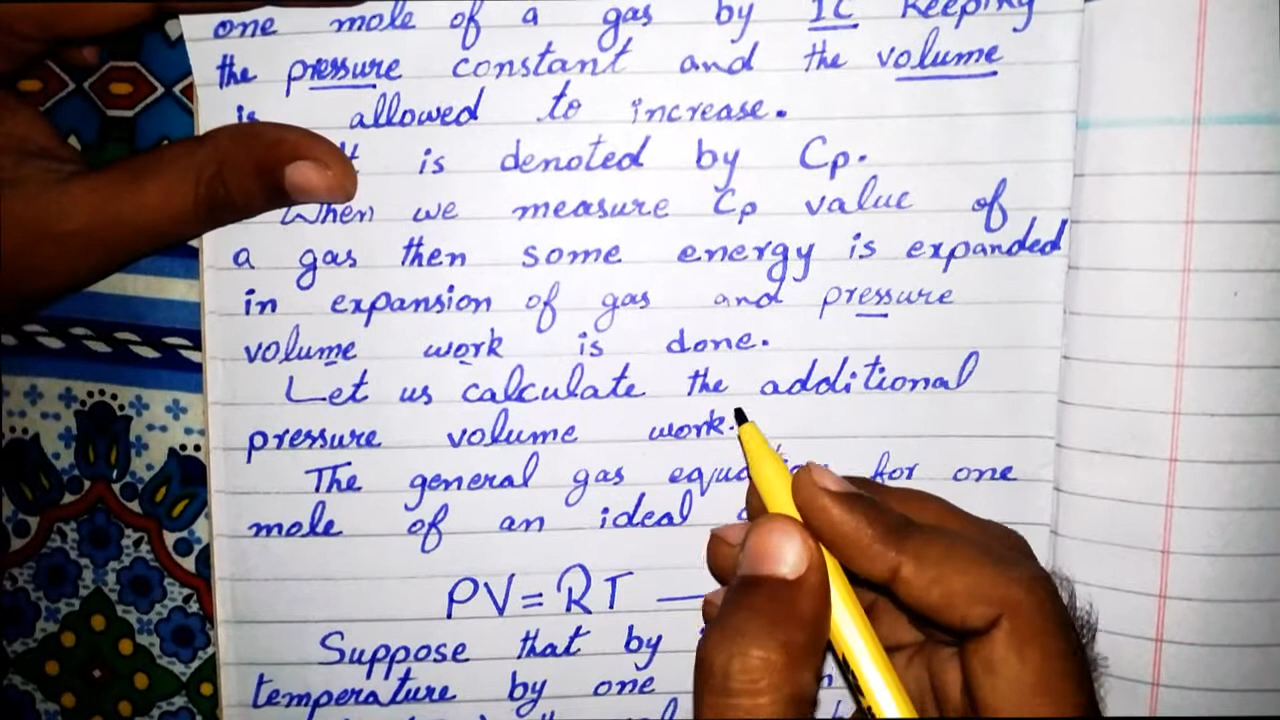 one mole of a gas by 1C Keeping
the pressure constant and the volume
is allowed to increase.
It is denoted by Cp.
When we measure Cp value of
a gas then some energy is expanded
in expansion of gas and pressure
volume work is done.
Let us calculate the additional
pressure volume work.
The general gas for one
mole of an ideal
PV=RT —
Suppose that by
temperature by one